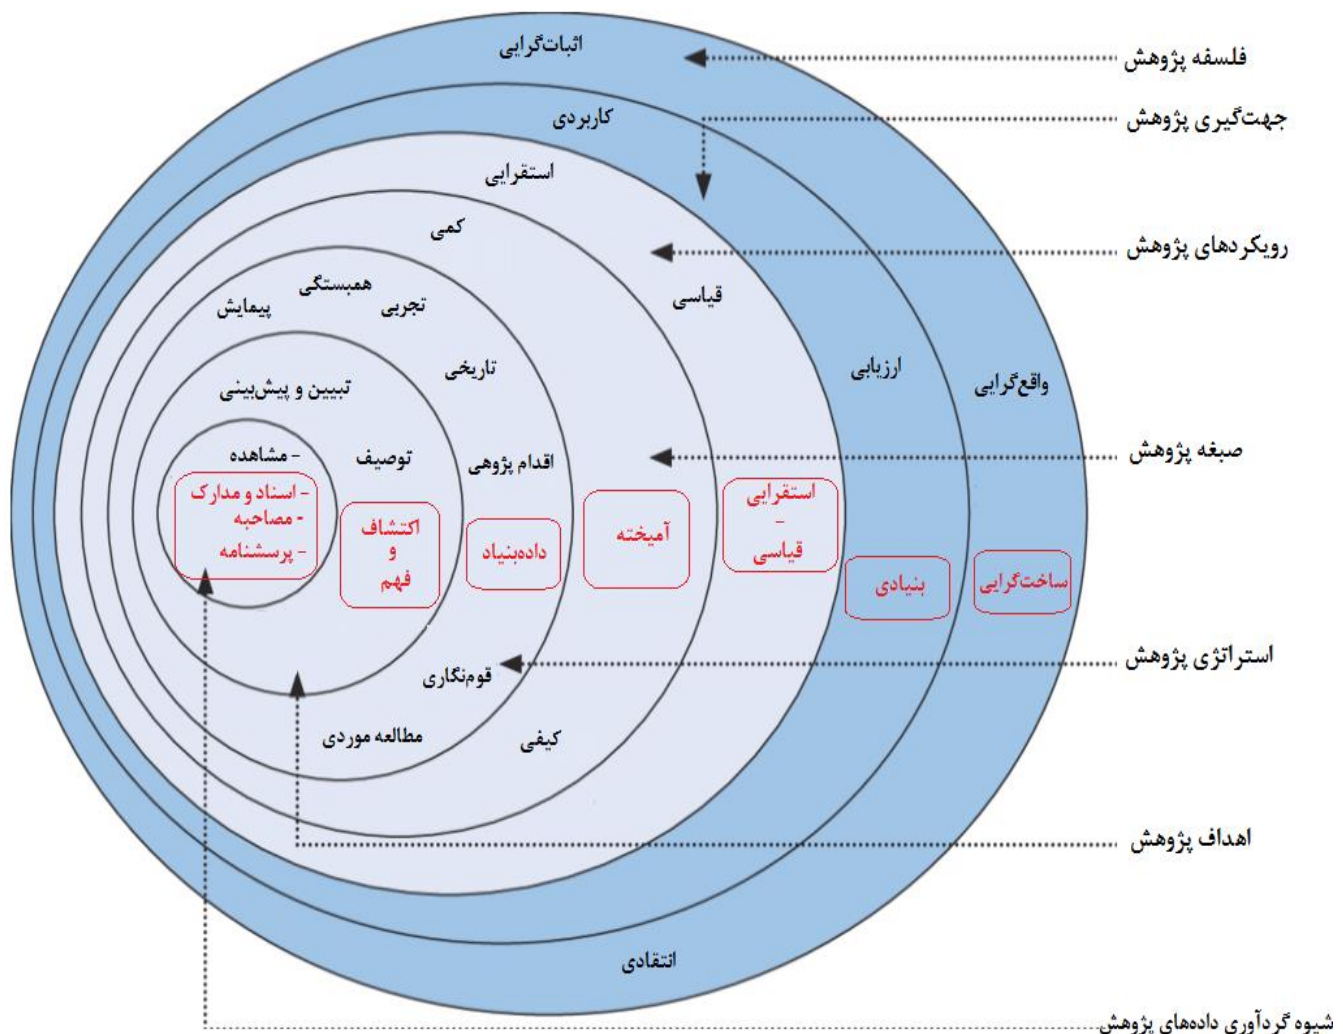 اثبات‌گرایی
فلسفه پژوهش
کاربردی
جهت‌گیری پژوهش
استقرایی
رویکردهای پژوهش
کمی
قیاسی
همبستگی
پیمایش
تجربی
تاریخی
ارزیابی
واقع‌گرایی
تبیین و پیش‌بینی
صبغه پژوهش
- مشاهده
توصیف
اقدام پژوهی
- اسناد و مدارک
- مصاحبه
- پرسشنامه
اکتشاف
و
فهم
داده‌بنیاد
آمیخته
استقرایی
-
قیاسی
بنیادی
ساخت‌گرایی
استراتژی پژوهش
قوم‌نگاری
مطالعه موردی
کیفی
اهداف پژوهش
انتقادی
شیوه گردآوری داده‌های پژوهش